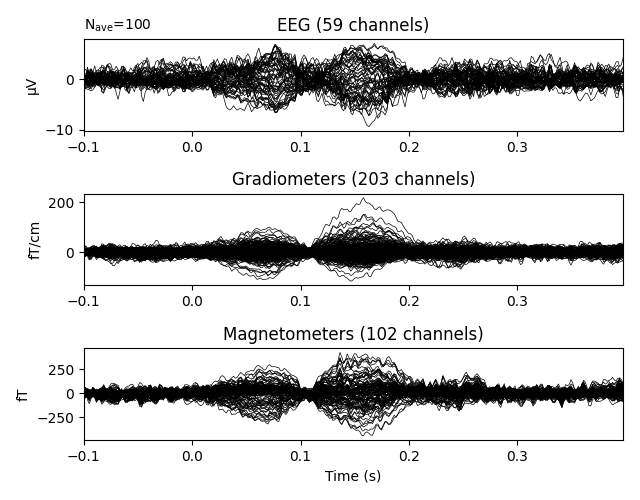 N_ave=100
EEG (59 channels)
µV
0
−10
−0.1 0.0 0.1 0.2 0.3
Gradiometers (203 channels)
fT/cm
200
0
−0.1 0.0 0.1 0.2 0.3
Magnetometers (102 channels)
fT
250
0
−250
−0.1 0.0 0.1 0.2 0.3
Time (s)